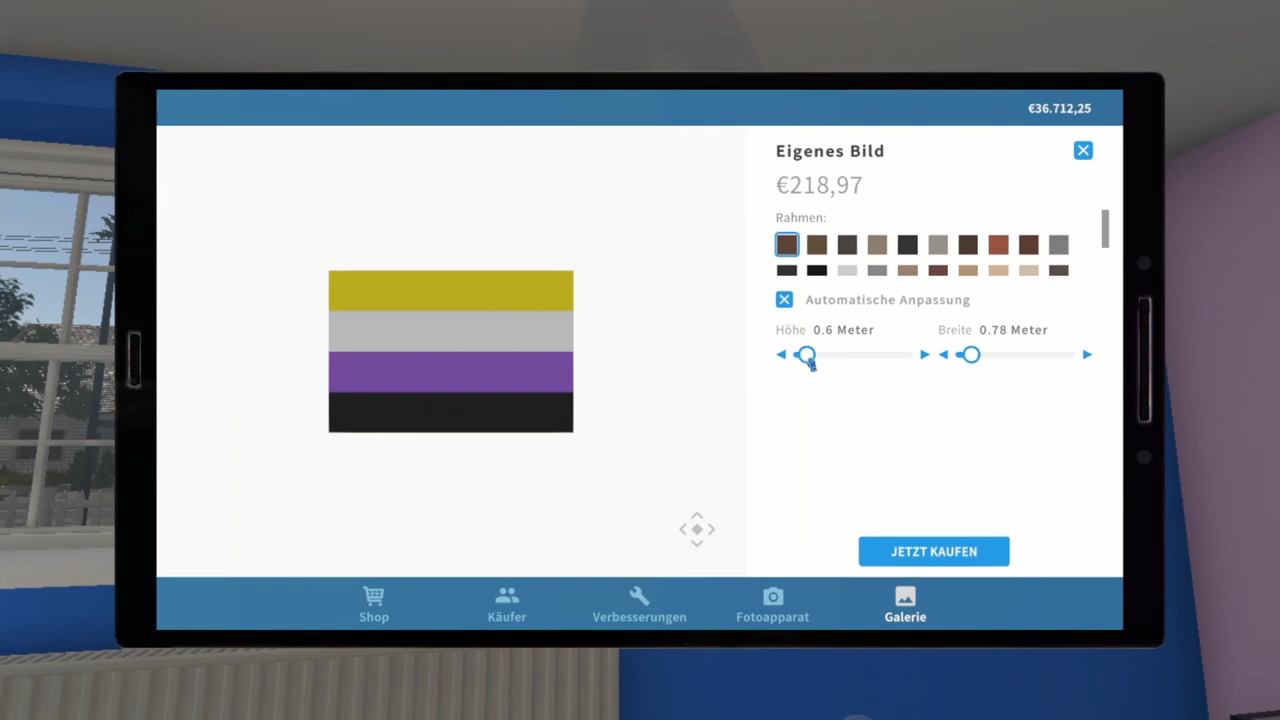 €36.712,25
Eigenes Bild
€218,97
Rahmen:
Automatische Anpassung
Höhe 0.6 Meter
Breite 0.78 Meter
JETZT KAUFEN
Shop
Käufer
Verbesserungen
Fotoapparat
Galerie